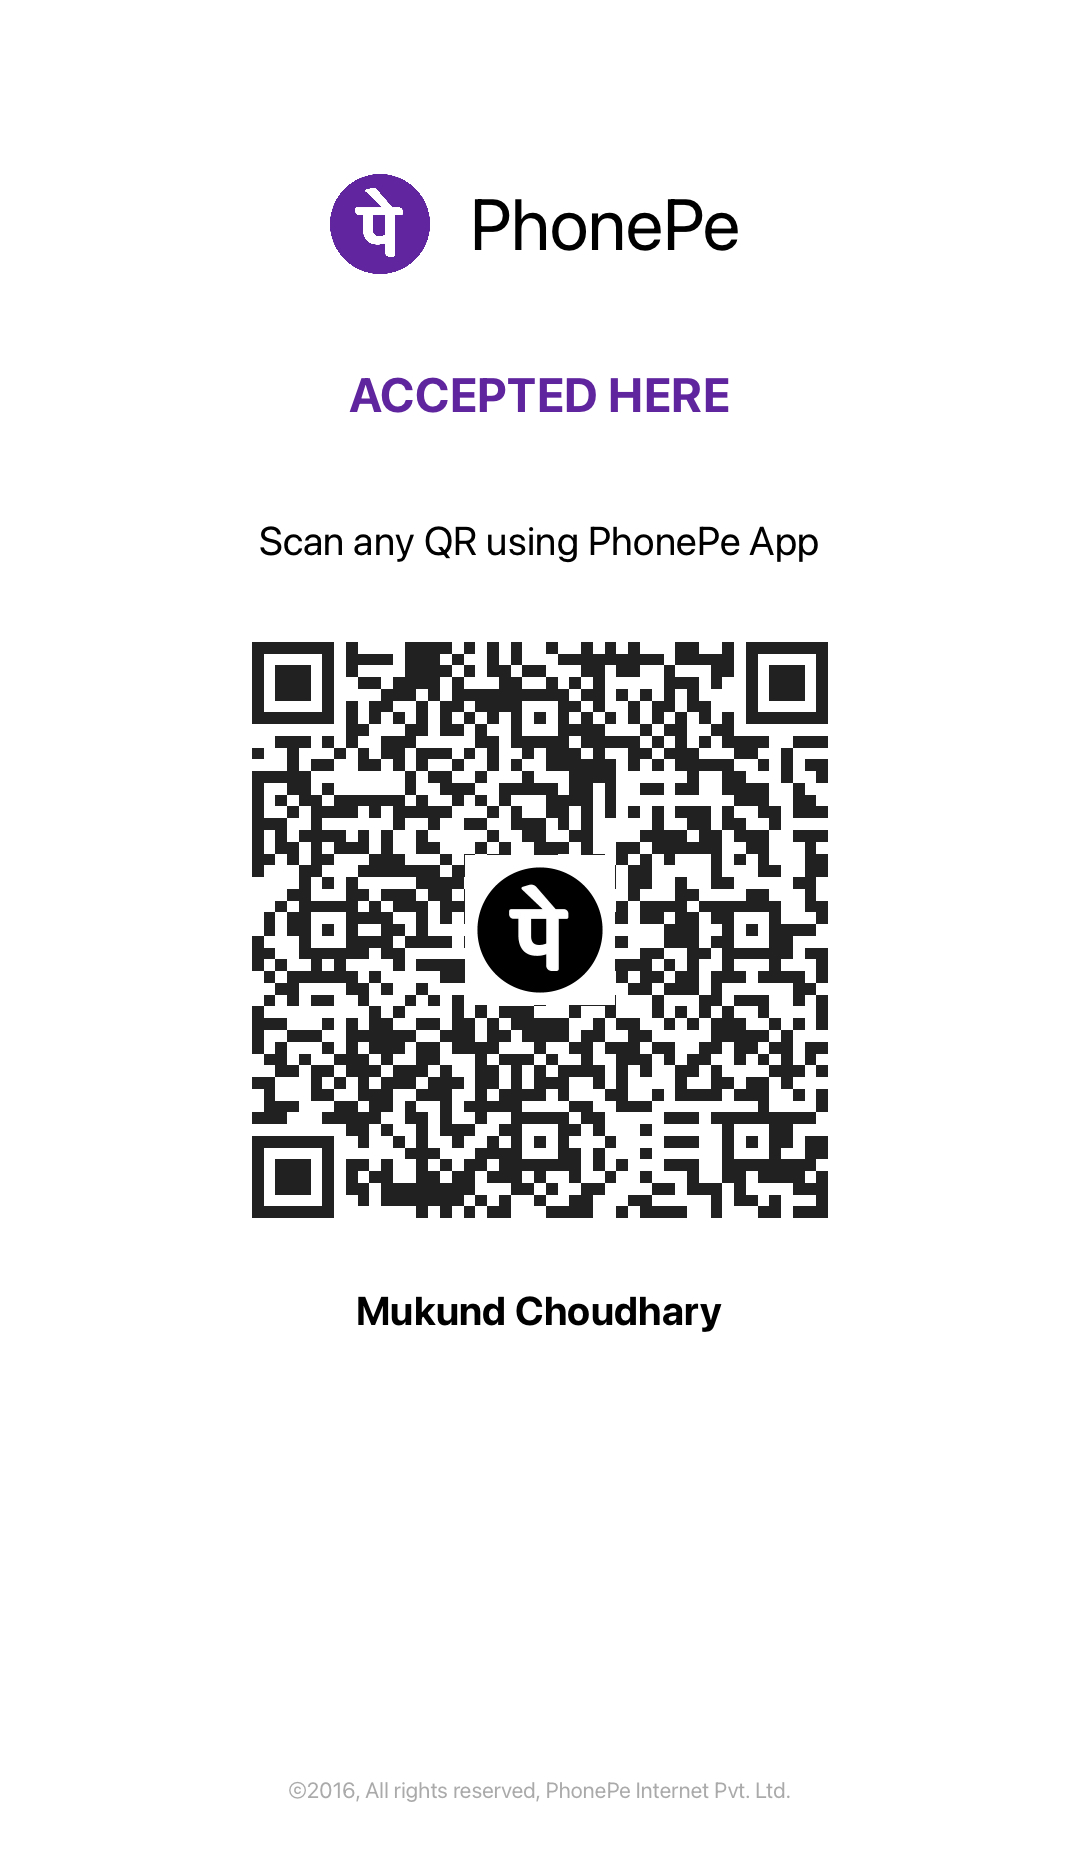 पे PhonePe
ACCEPTED HERE
Scan any QR using PhonePe App
पे
Mukund Choudhary
©2016, All rights reserved, PhonePe Internet Pvt. Ltd.